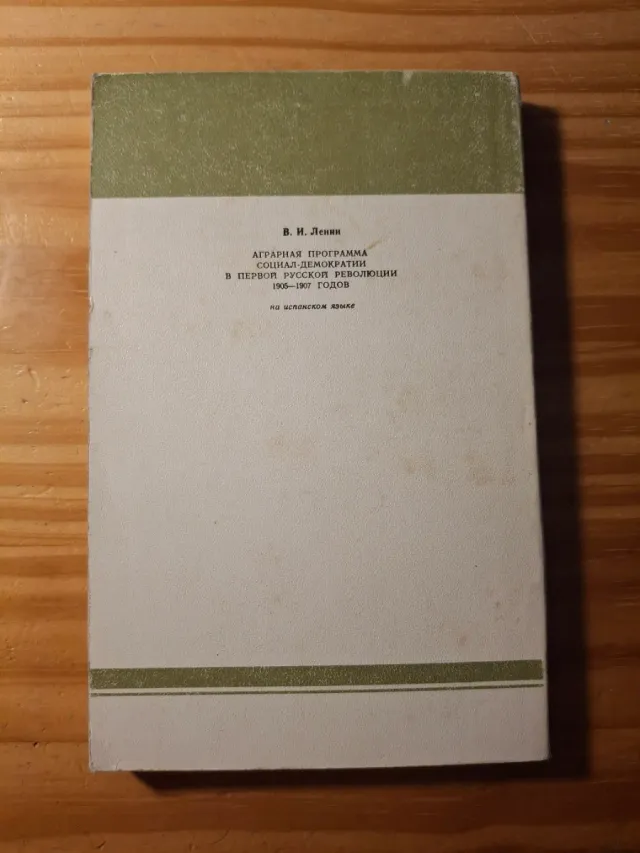 В. И. Ленин
АГРАРНАЯ ПРОГРАММА
СОЦИАЛ-ДЕМОКРАТИИ
В ПЕРВОЙ РУССКОЙ РЕВОЛЮЦИИ
1905—1907 ГОДОВ
на испанском языке